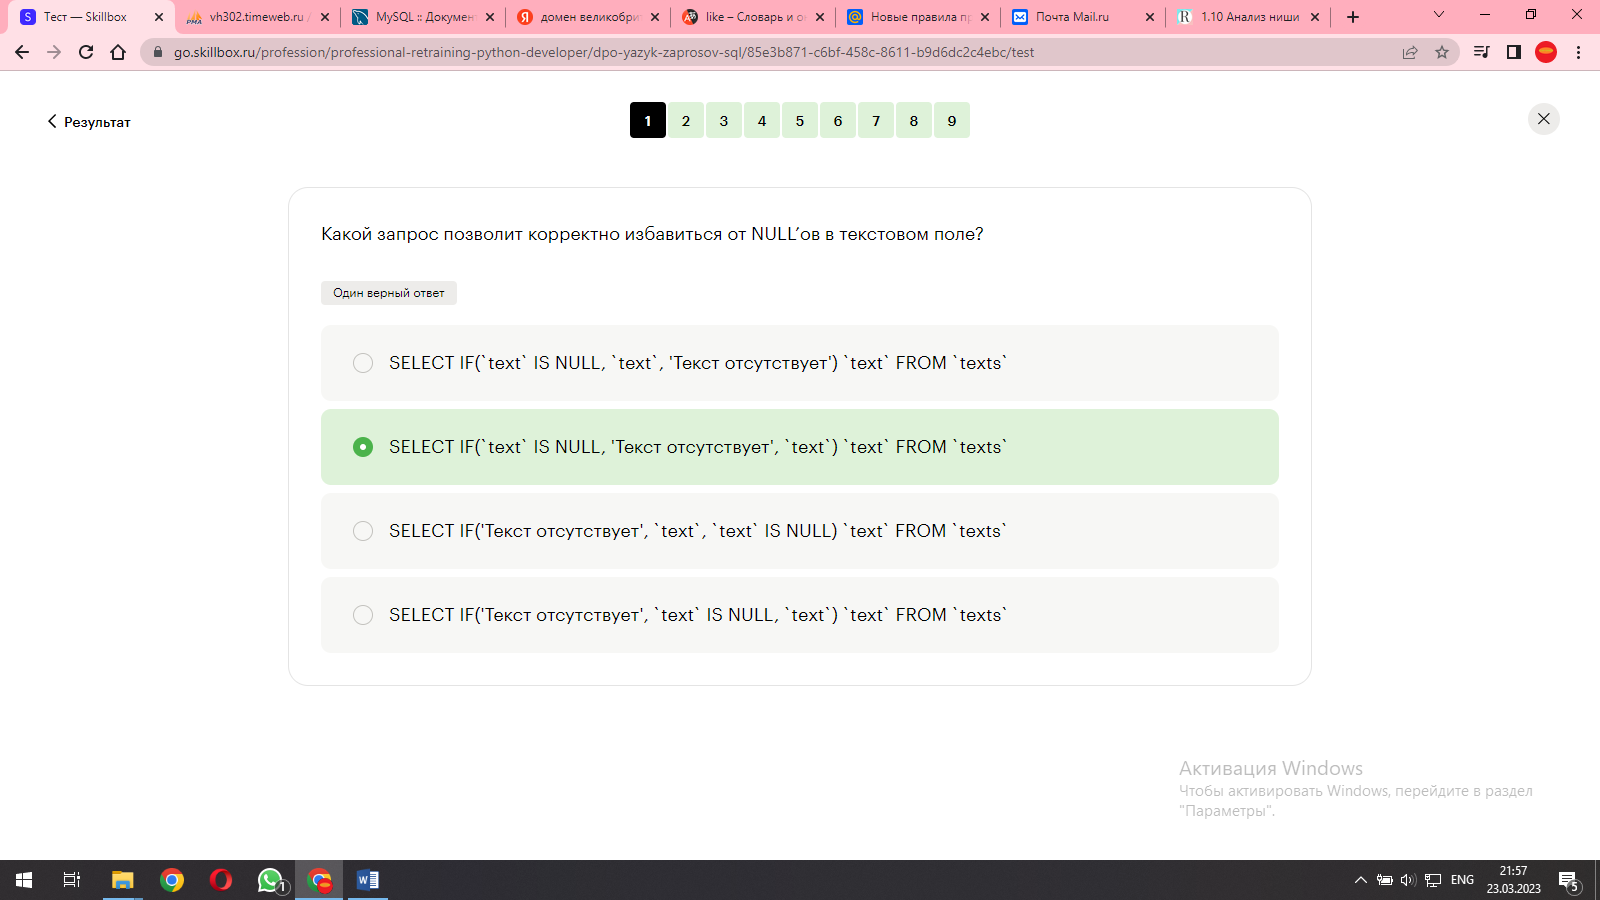 Тест — Skillbox
vh302.timeweb.ru /
MySQL :: Докумен
домен великобри
like – Словарь и о
Новые правила п
Почта Mail.ru
1.10 Анализ ниши
go.skillbox.ru/profession/professional-retraining-python-developer/dpo-yazyk-zaprosov-sql/85e3b871-c6bf-458c-8611-b9d6dc2c4ebc/test
Результат
1 2 3 4 5 6 7 8 9
Какой запрос позволит корректно избавиться от NULL’ов в текстовом поле?
Один верный ответ
SELECT IF(`text` IS NULL, `text`, 'Текст отсутствует') `text` FROM `texts`
SELECT IF(`text` IS NULL, 'Текст отсутствует', `text`) `text` FROM `texts`
SELECT IF('Текст отсутствует', `text`, `text` IS NULL) `text` FROM `texts`
SELECT IF('Текст отсутствует', `text` IS NULL, `text`) `text` FROM `texts`
Активация Windows
Чтобы активировать Windows, перейдите в раздел
"Параметры".
1
ENG
21:57
23.03.2023
5